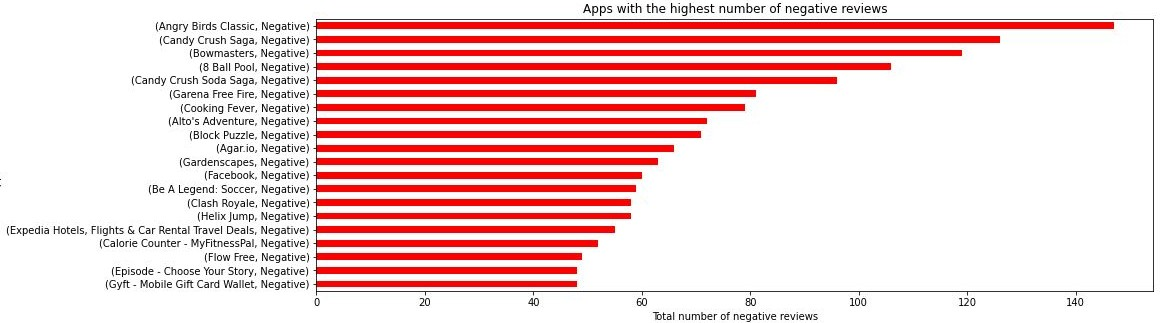 Apps with the highest number of negative reviews
(Angry Birds Classic, Negative)
(Candy Crush Saga, Negative)
(Bowmasters, Negative)
(8 Ball Pool, Negative)
(Candy Crush Soda Saga, Negative)
(Garena Free Fire, Negative)
(Cooking Fever, Negative)
(Alto's Adventure, Negative)
(Block Puzzle, Negative)
(Agar.io, Negative)
(Gardenscapes, Negative)
(Facebook, Negative)
(Be A Legend: Soccer, Negative)
(Clash Royale, Negative)
(Helix Jump, Negative)
(Expedia Hotels, Flights & Car Rental Travel Deals, Negative)
(Calorie Counter - MyFitnessPal, Negative)
(Flow Free, Negative)
(Episode - Choose Your Story, Negative)
(Gyft - Mobile Gift Card Wallet, Negative)
0 20 40 60 80 100 120 140
Total number of negative reviews